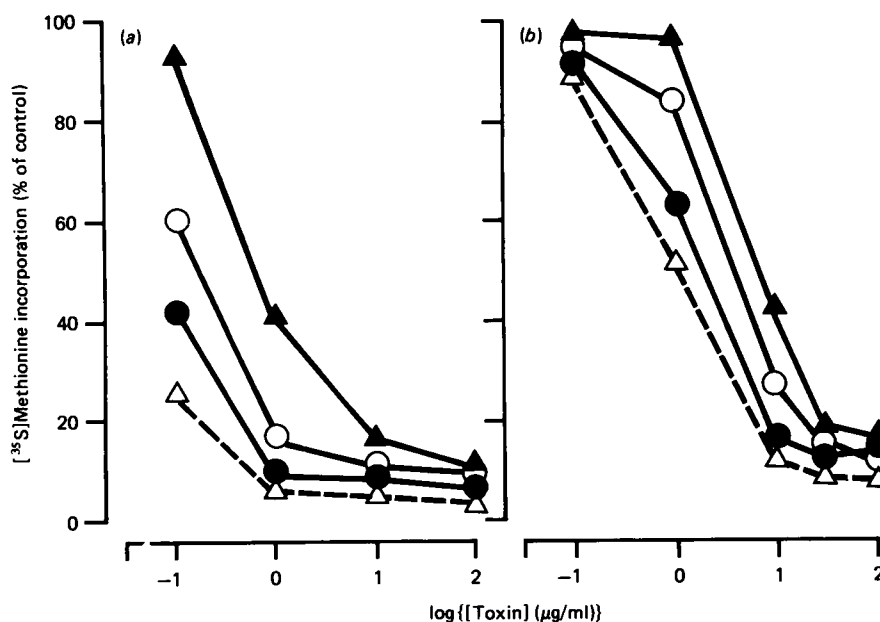 (a)
(b)
[³⁵S]Methionine incorporation (% of control)
100
80
60
40
20
0
−1 0 1 2
−1 0 1 2
log{[Toxin] (μg/ml)}